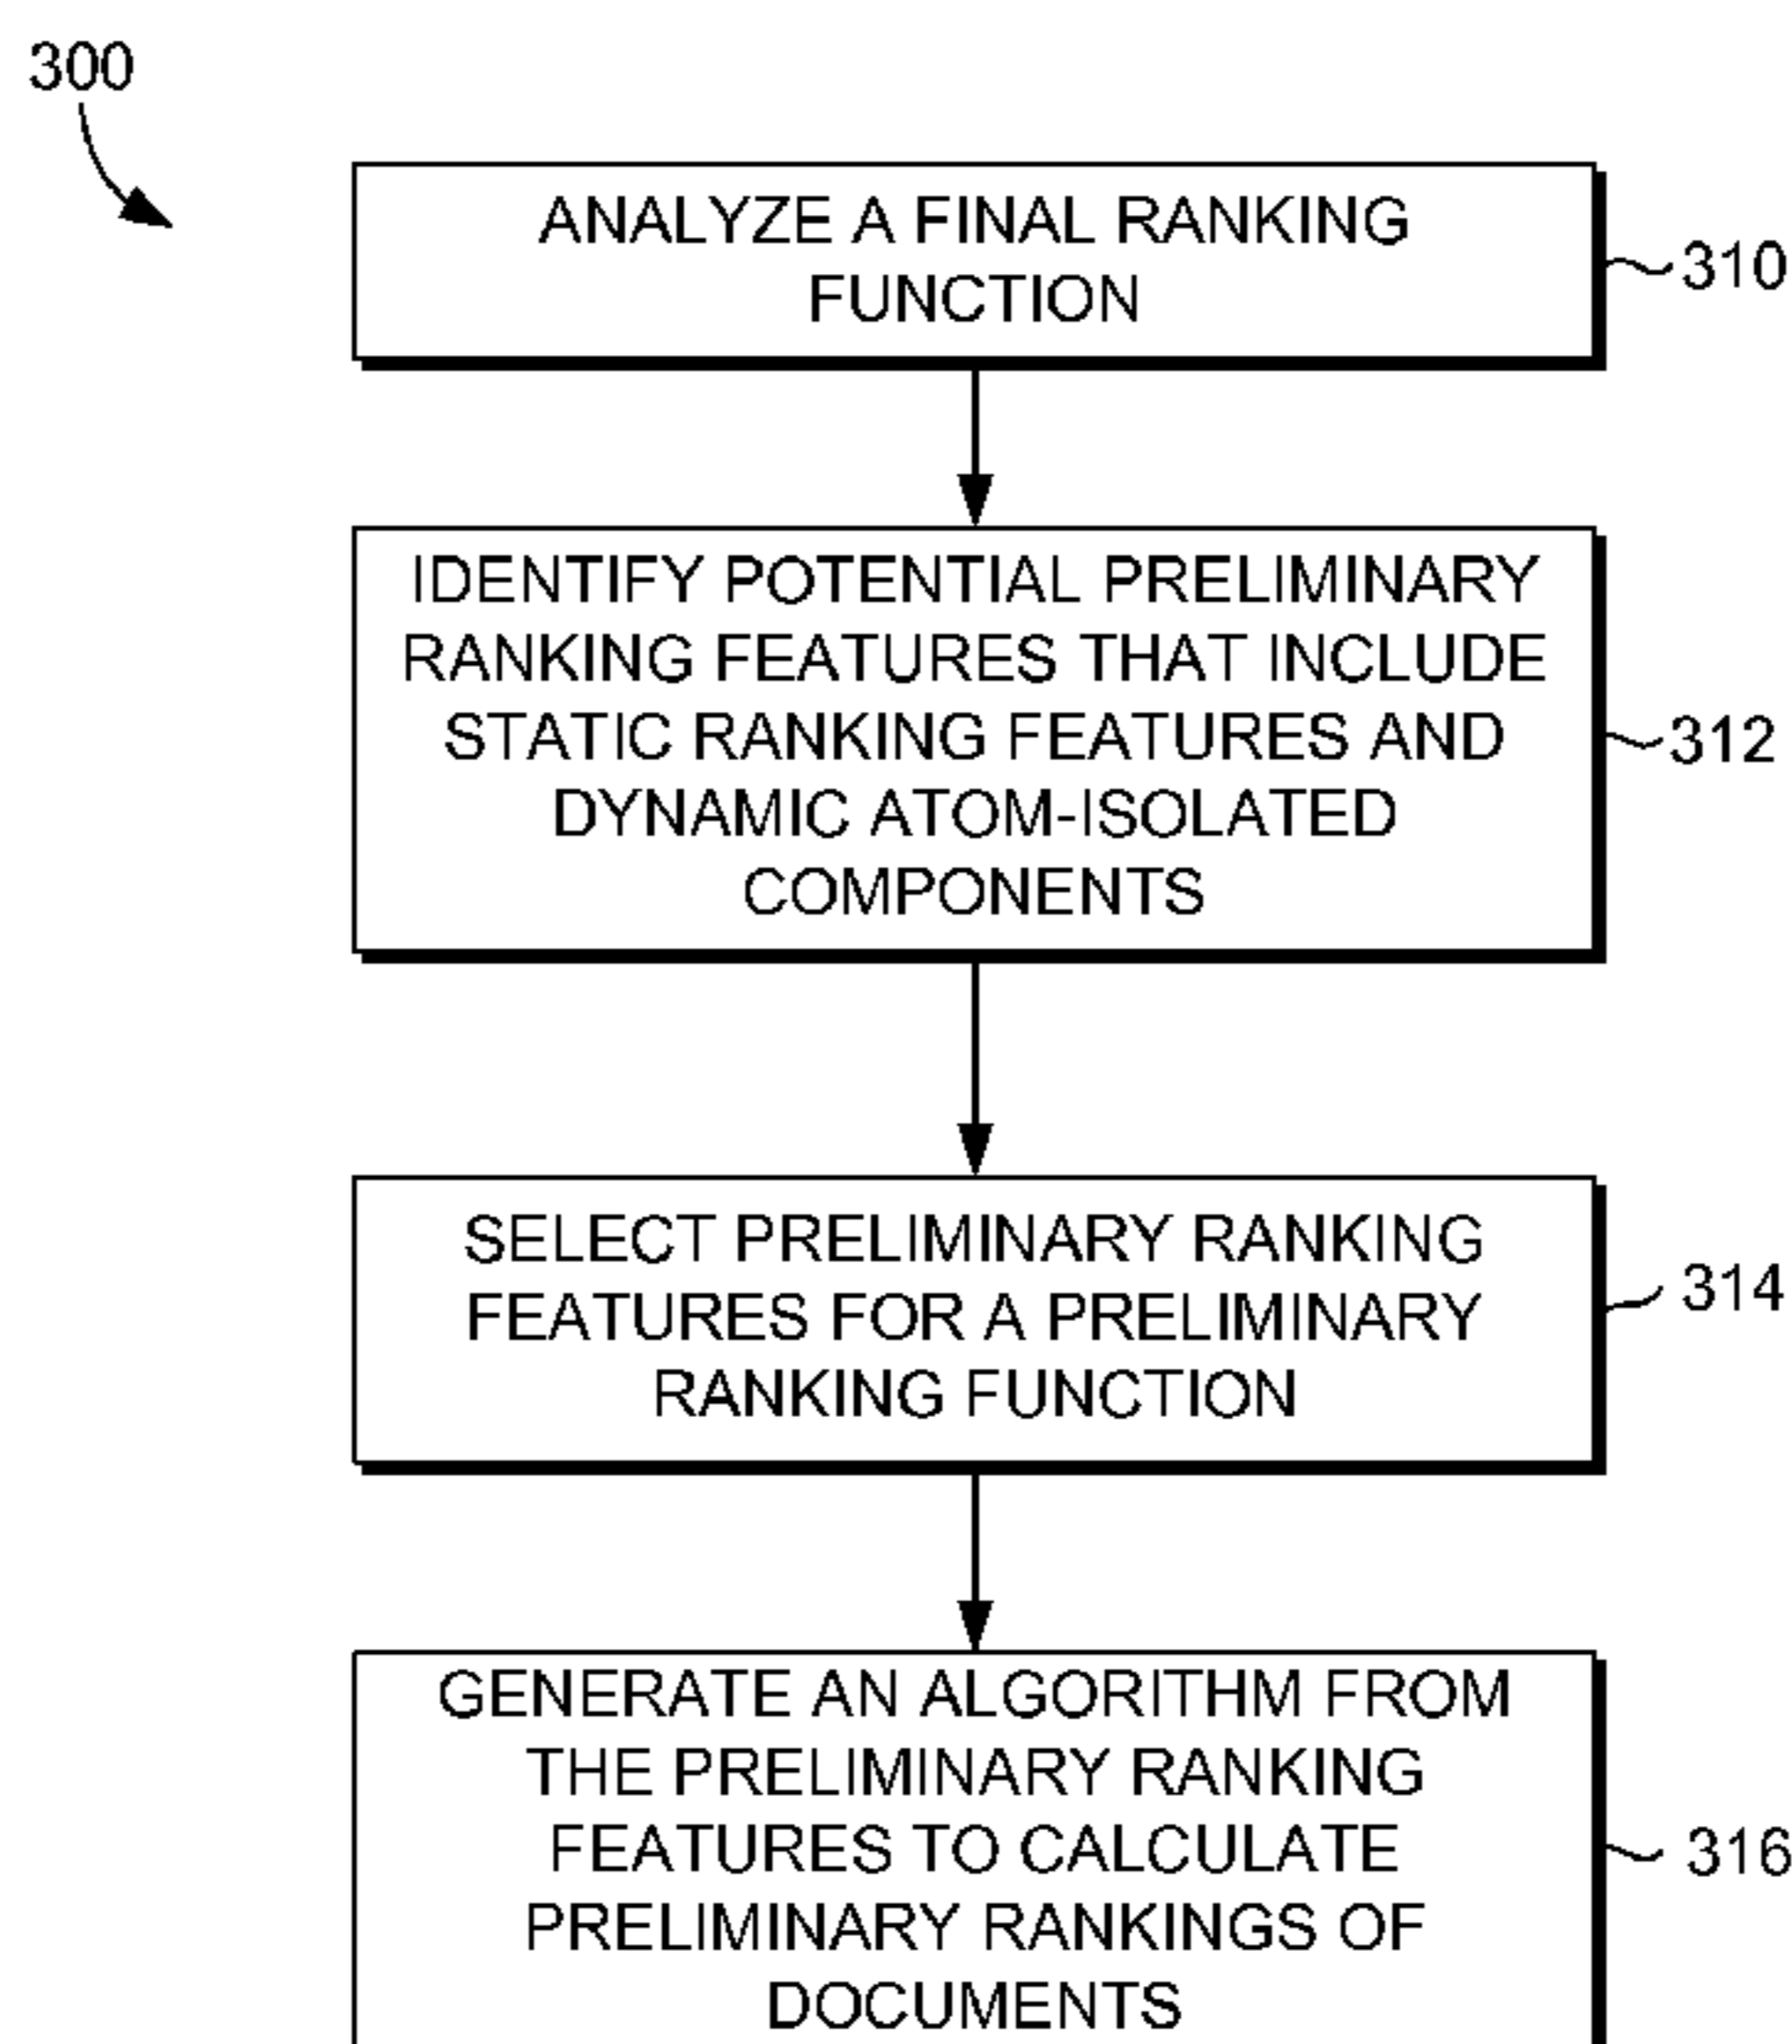 300
ANALYZE A FINAL RANKING
FUNCTION
310
IDENTIFY POTENTIAL PRELIMINARY
RANKING FEATURES THAT INCLUDE
STATIC RANKING FEATURES AND
DYNAMIC ATOM-ISOLATED
COMPONENTS
312
SELECT PRELIMINARY RANKING
FEATURES FOR A PRELIMINARY
RANKING FUNCTION
314
GENERATE AN ALGORITHM FROM
THE PRELIMINARY RANKING
FEATURES TO CALCULATE
PRELIMINARY RANKINGS OF
DOCUMENTS
316